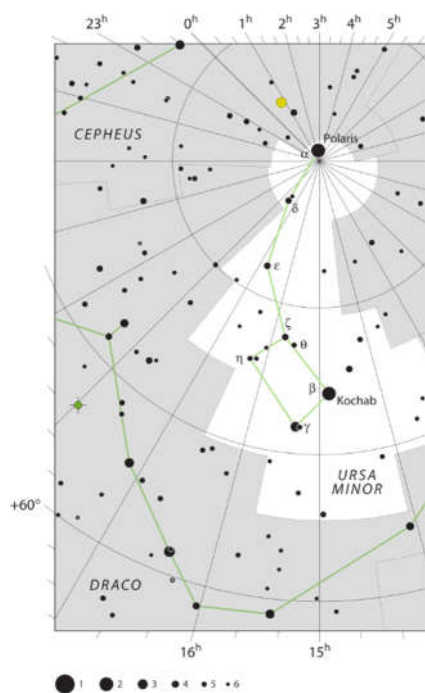 23h 0h 1h 2h 3h 4h 5h
Polaris
α
CEPHEUS
δ
ε
ζ
θ
η
β
Kochab
γ
URSA
MINOR
+60°
DRACO
16h 15h
1 2 3 4 5 6